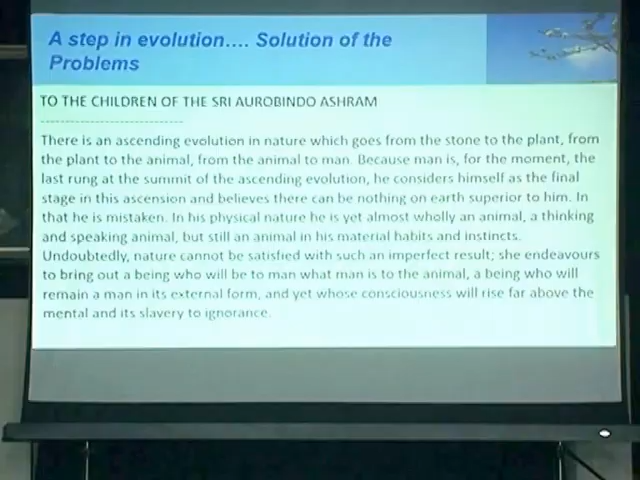 A step in evolution.... Solution of the
Problems
TO THE CHILDREN OF THE SRI AUROBINDO ASHRAM
------------------------------
There is an ascending evolution in nature which goes from the stone to the plant, from
the plant to the animal, from the animal to man. Because man is, for the moment, the
last rung at the summit of the ascending evolution, he considers himself as the final
stage in this ascension and believes there can be nothing on earth superior to him. In
that he is mistaken. In his physical nature he is yet almost wholly an animal, a thinking
and speaking animal, but still an animal in his material habits and instincts.
Undoubtedly, nature cannot be satisfied with such an imperfect result; she endeavours
to bring out a being who will be to man what man is to the animal, a being who will
remain a man in its external form, and yet whose consciousness will rise far above the
mental and its slavery to ignorance.